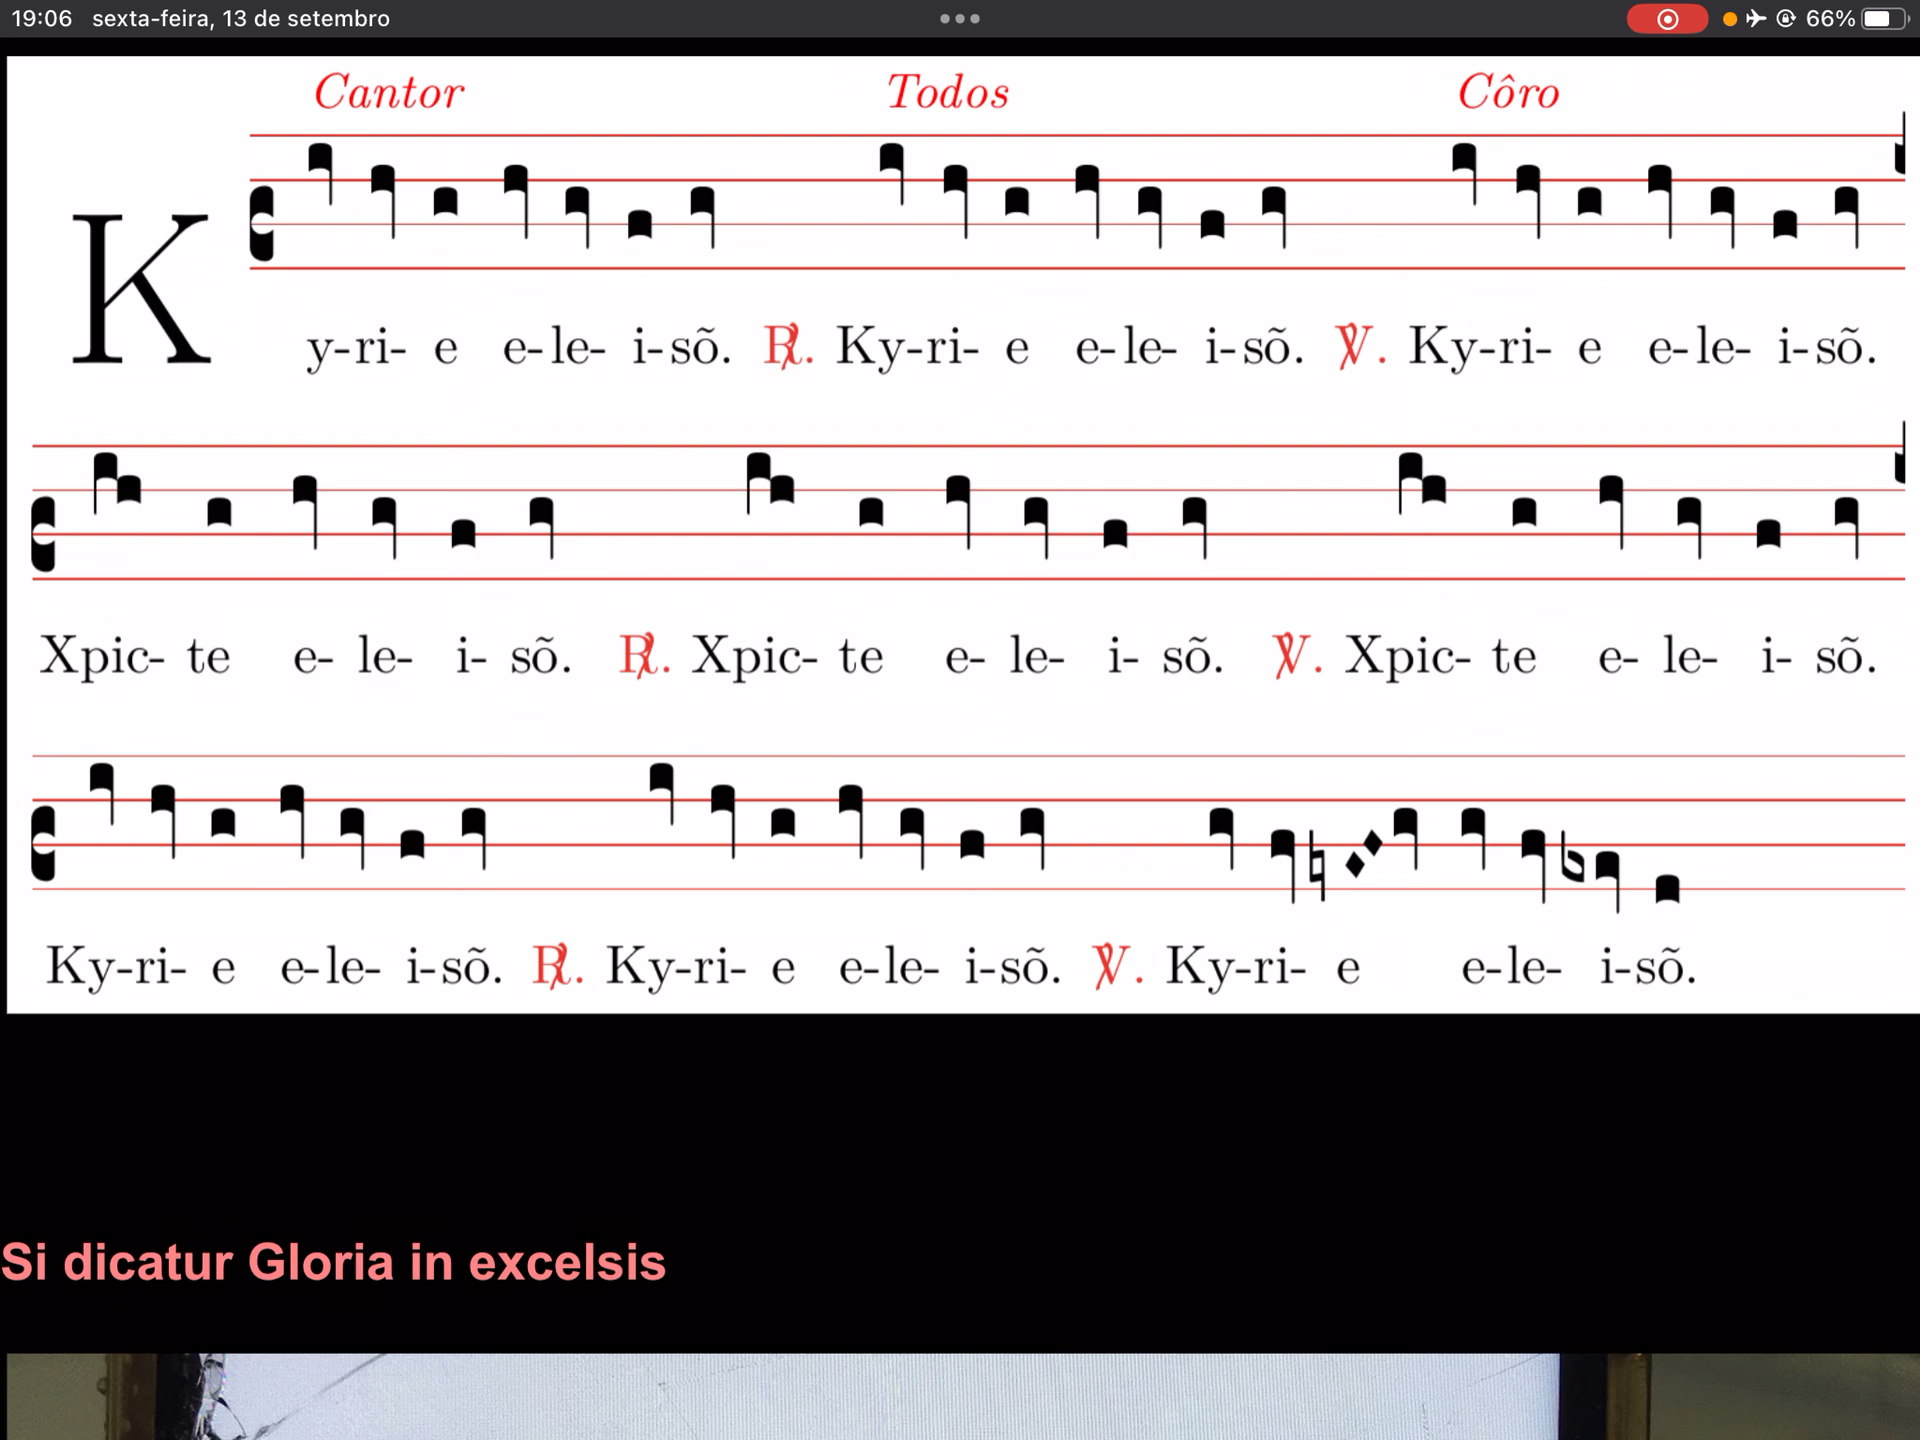 19:06 sexta-feira, 13 de setembro 66%
Cantor Todos Côro
Ky-ri- e e-le- i-sõ. ℟. Ky-ri- e e-le- i-sõ. ℣. Ky-ri- e e-le- i-sõ.
Xpic- te e- le- i- sõ. ℟. Xpic- te e- le- i- sõ. ℣. Xpic- te e- le- i- sõ.
Ky-ri- e e-le- i-sõ. ℟. Ky-ri- e e-le- i-sõ. ℣. Ky-ri- e e-le- i-sõ.
Si dicatur Gloria in excelsis